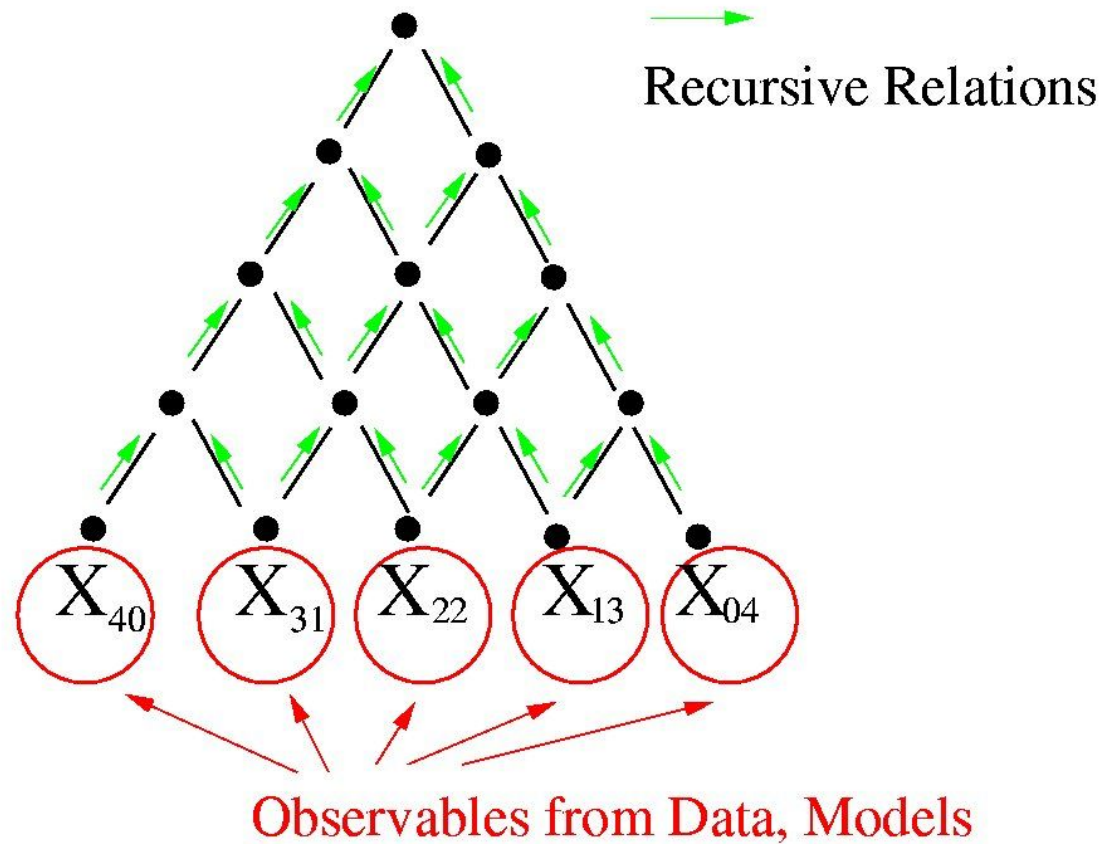 Recursive Relations
X40 X31 X22 X13 X04
Observables from Data, Models